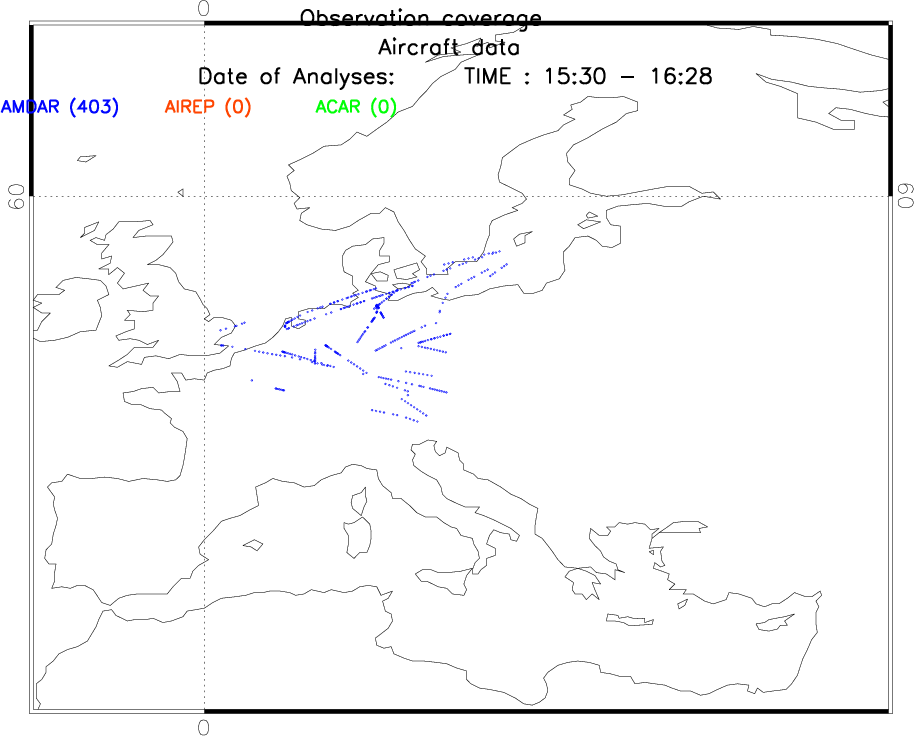 0
Observation coverage
Aircraft data
Date of Analyses: TIME : 15:30 - 16:28
AMDAR (403) AIREP (0) ACAR (0)
60 60
0